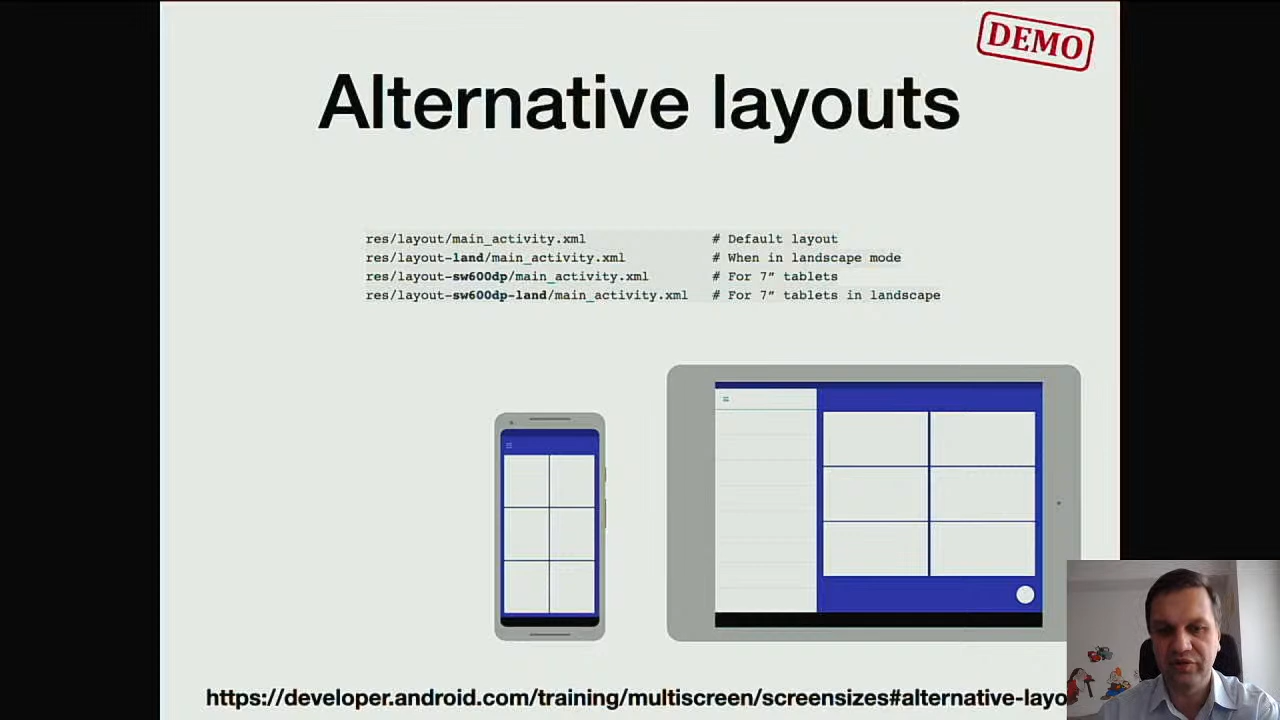 DEMO
Alternative layouts
res/layout/main_activity.xml # Default layout
res/layout-land/main_activity.xml # When in landscape mode
res/layout-sw600dp/main_activity.xml # For 7” tablets
res/layout-sw600dp-land/main_activity.xml # For 7” tablets in landscape
https://developer.android.com/training/multiscreen/screensizes#alternative-layo